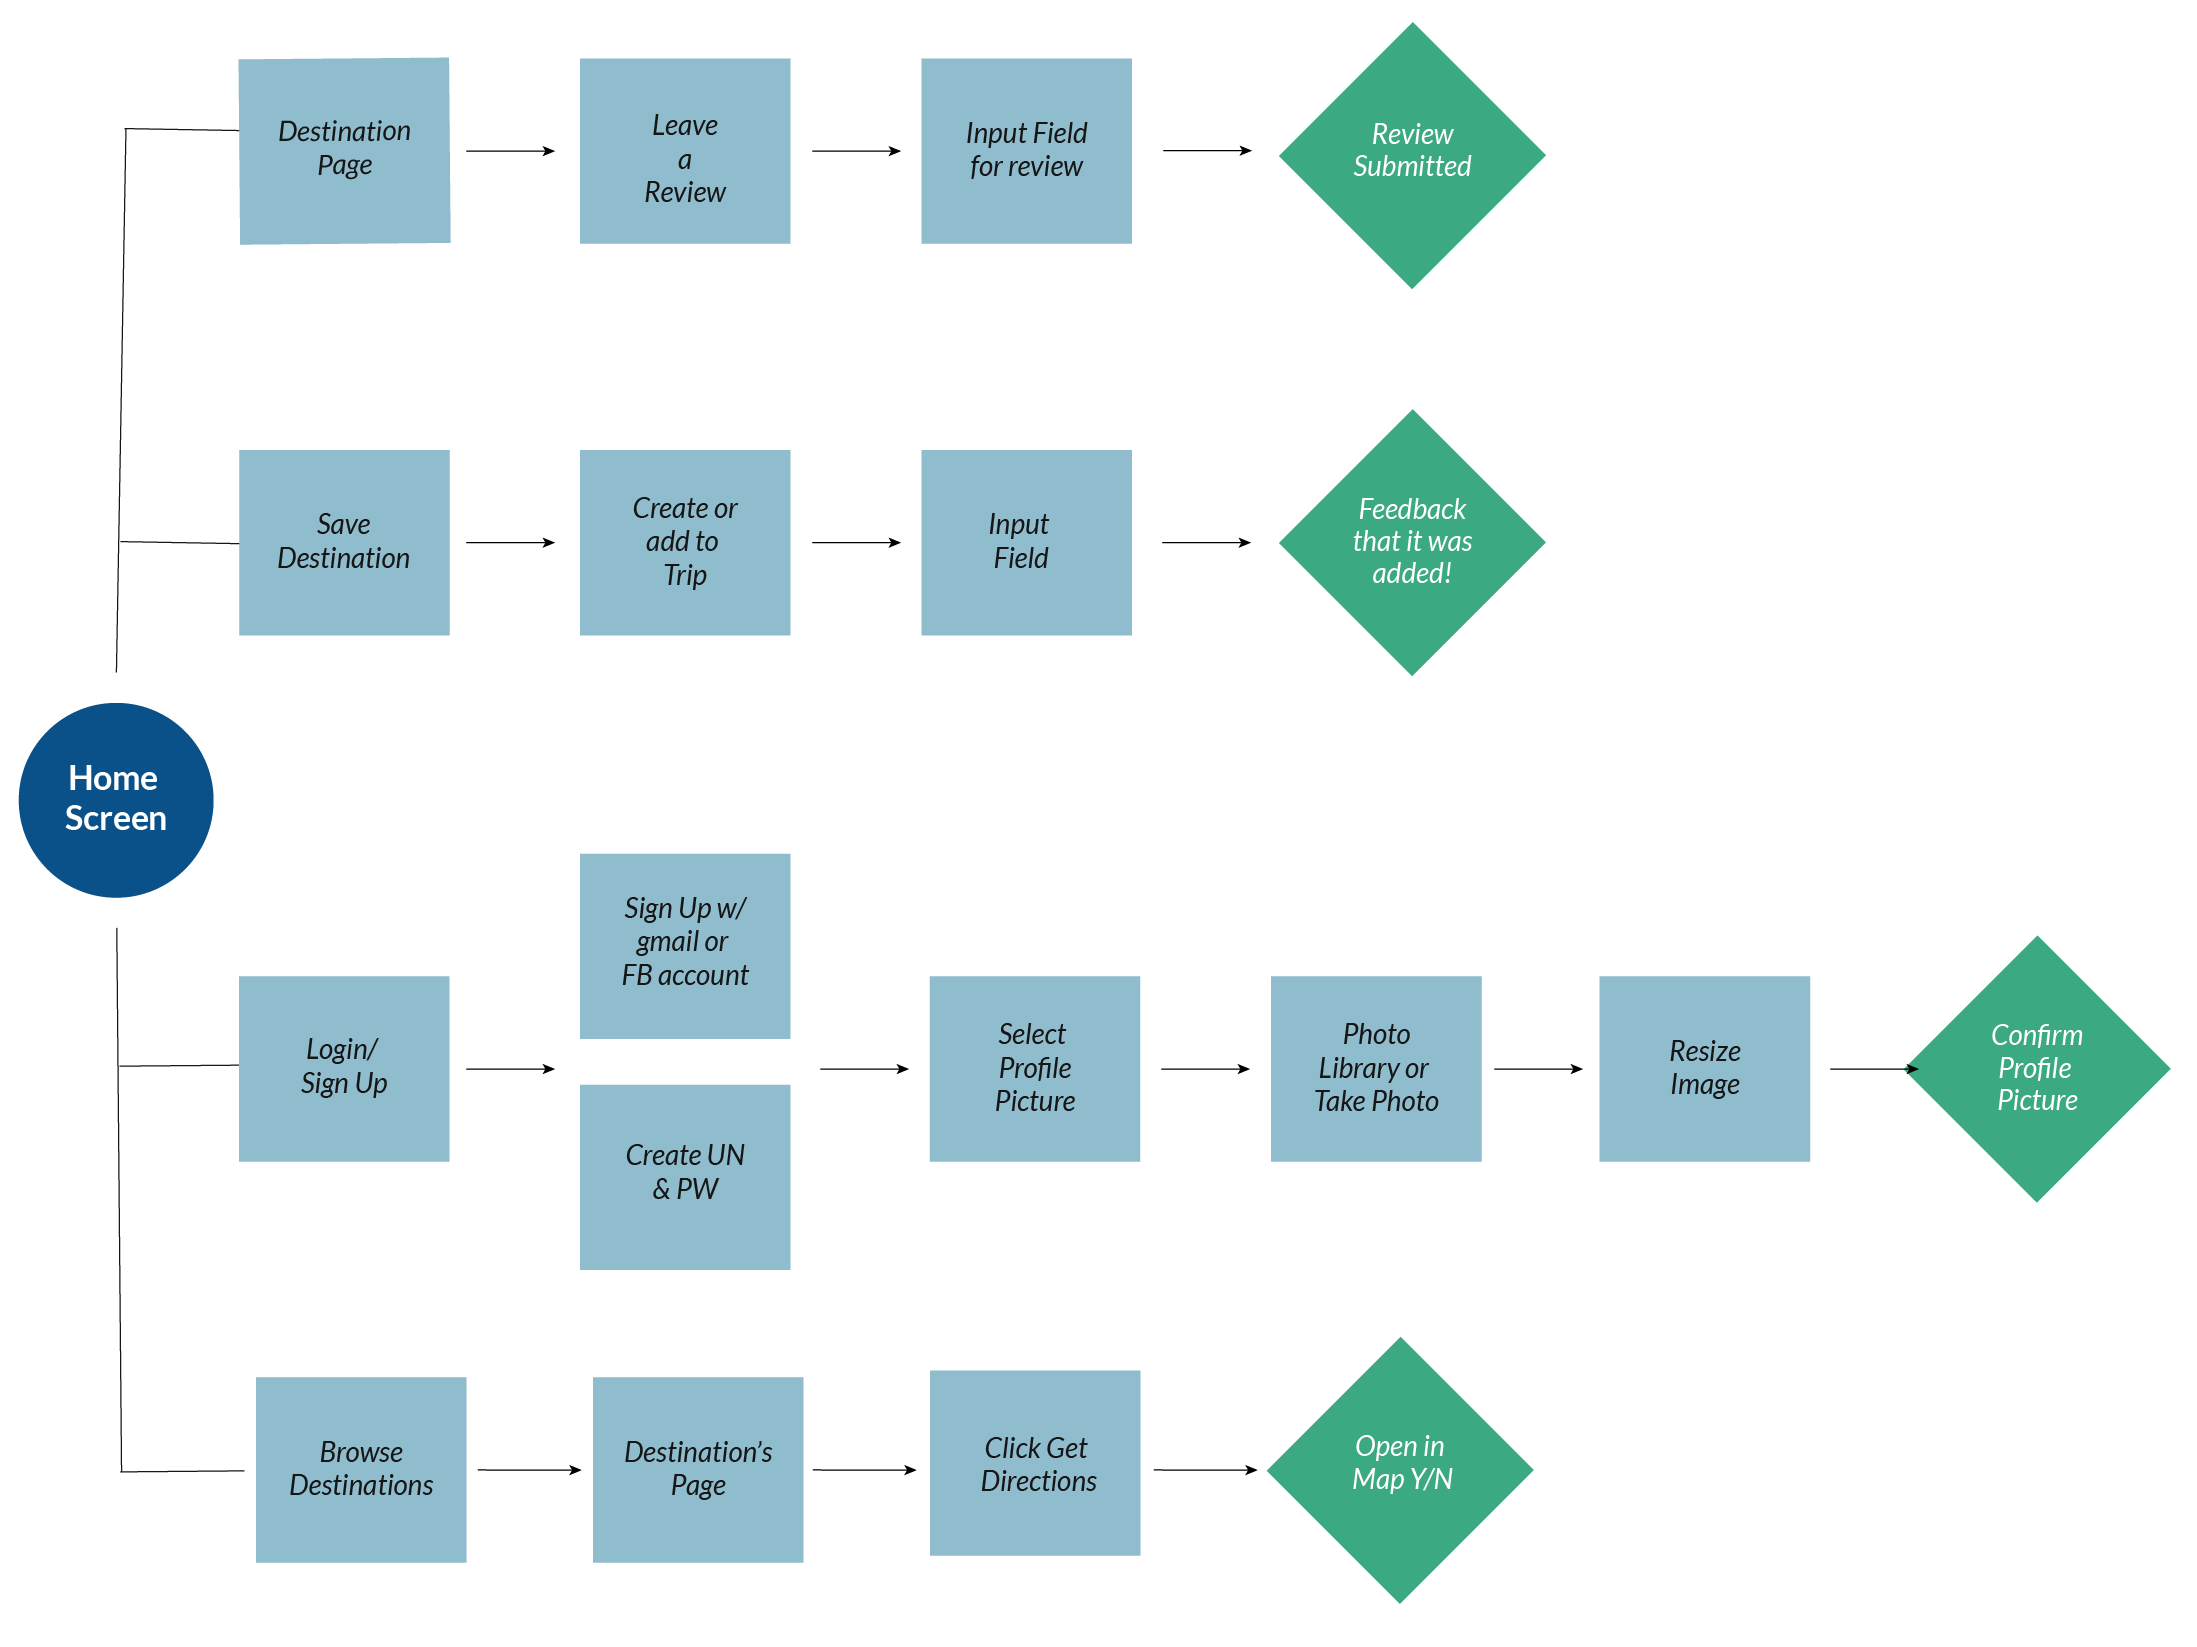 Destination
Page
Leave
a
Review
Input Field
for review
Review
Submitted
Save
Destination
Create or
add to
Trip
Input
Field
Feedback
that it was
added!
Home
Screen
Login/
Sign Up
Sign Up w/
gmail or
FB account
Create UN
& PW
Select
Profile
Picture
Photo
Library or
Take Photo
Resize
Image
Confirm
Profile
Picture
Browse
Destinations
Destination’s
Page
Click Get
Directions
Open in
Map Y/N